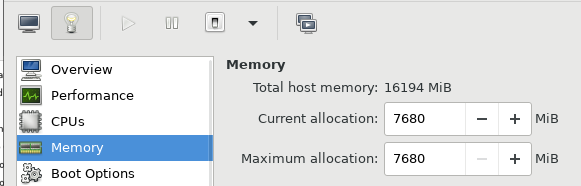 Overview
Performance
CPUs
Memory
Boot Options
Memory
Total host memory: 16194 MiB
Current allocation: 7680 − + MiB
Maximum allocation: 7680 − + MiB